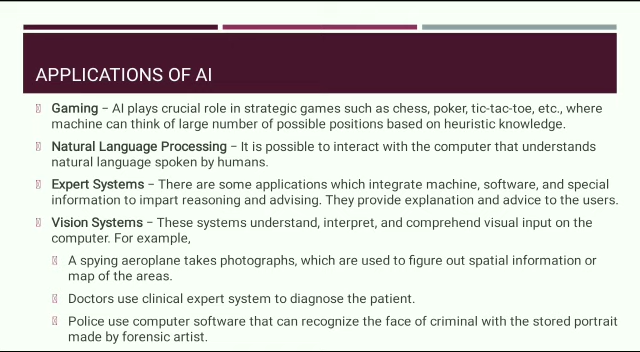 APPLICATIONS OF AI
Gaming − AI plays crucial role in strategic games such as chess, poker, tic-tac-toe, etc., where
machine can think of large number of possible positions based on heuristic knowledge.
Natural Language Processing − It is possible to interact with the computer that understands
natural language spoken by humans.
Expert Systems − There are some applications which integrate machine, software, and special
information to impart reasoning and advising. They provide explanation and advice to the users.
Vision Systems − These systems understand, interpret, and comprehend visual input on the
computer. For example,
A spying aeroplane takes photographs, which are used to figure out spatial information or
map of the areas.
Doctors use clinical expert system to diagnose the patient.
Police use computer software that can recognize the face of criminal with the stored portrait
made by forensic artist.